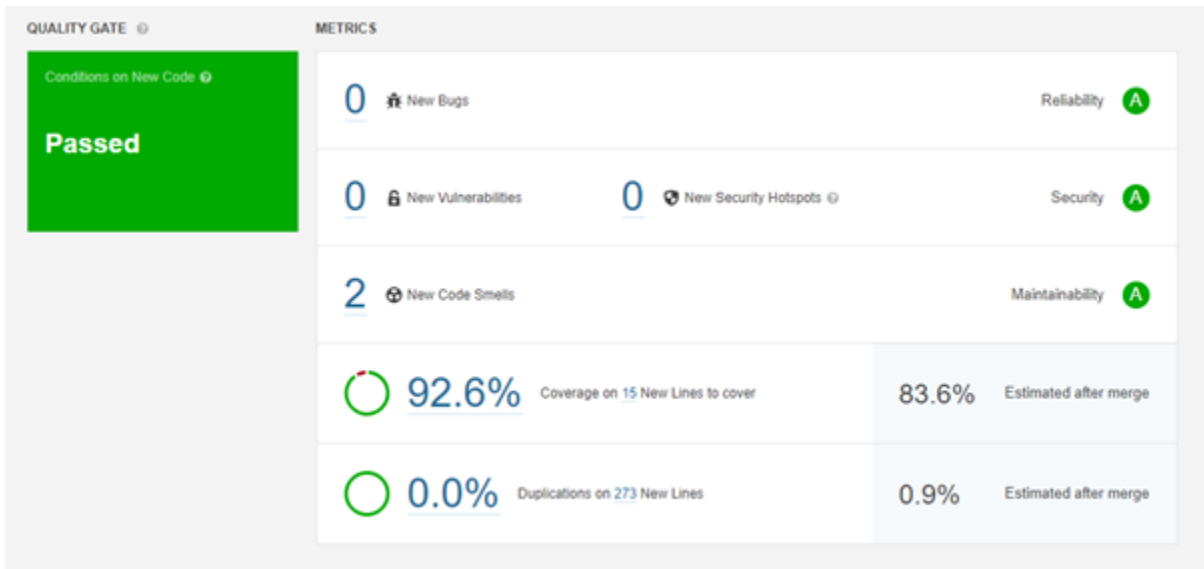 QUALITY GATE
METRICS
Conditions on New Code
Passed
0 New Bugs
Reliability A
0 New Vulnerabilities
0 New Security Hotspots
Security A
2 New Code Smells
Maintainability A
92.6% Coverage on 15 New Lines to cover
83.6% Estimated after merge
0.0% Duplications on 273 New Lines
0.9% Estimated after merge